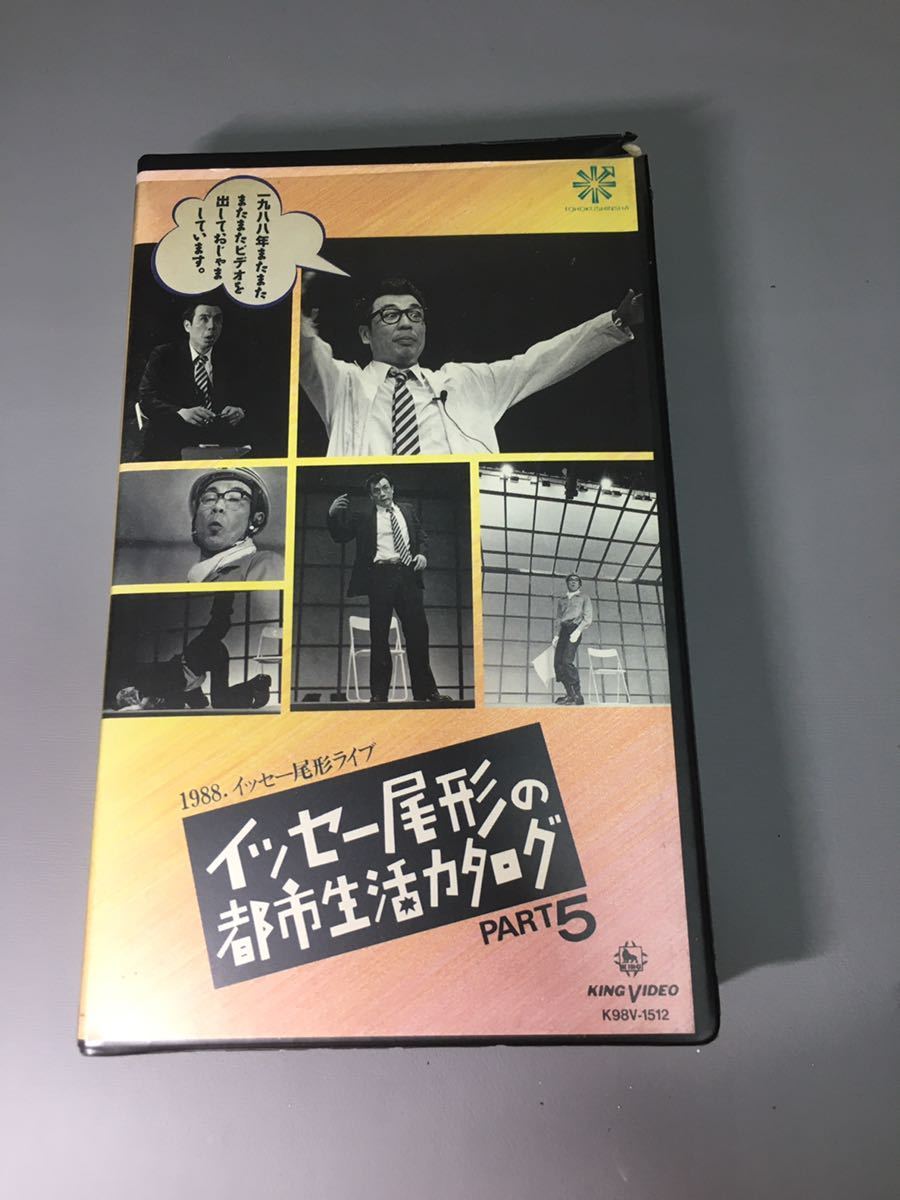 一九八八年またまた
またまたビデオを
出しておじゃま
しています。
TOHOKUSHINSHA
1988.イッセー尾形ライブ
イッセー尾形の
都市生活カタログ
PART5
KING
KING VIDEO
K98V-1512